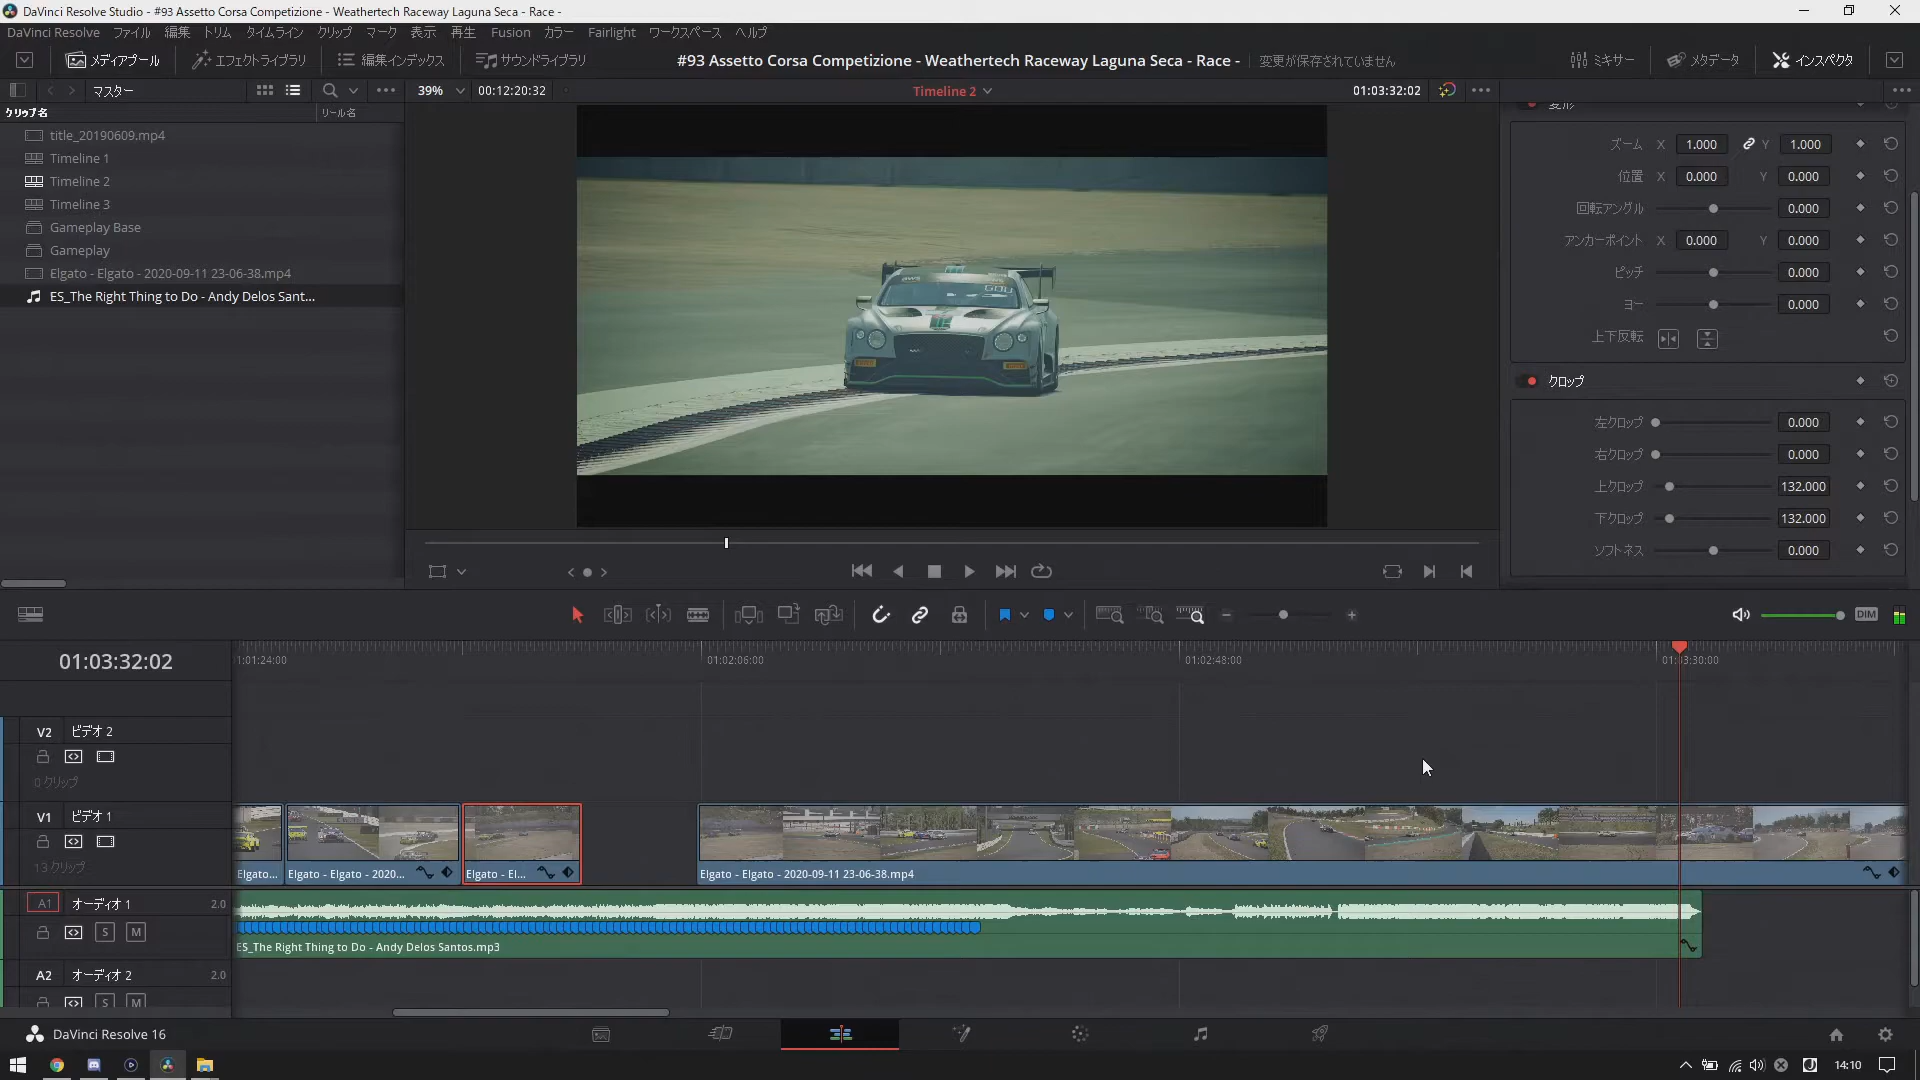 DaVinci Resolve Studio - #93 Assetto Corsa Competizione - Weathertech Raceway Laguna Seca - Race -
DaVinci Resolve ファイル 編集 トリム タイムライン クリップ マーク 表示 再生 Fusion カラー Fairlight ワークスペース ヘルプ
メディアプール エフェクトライブラリ 編集インデックス サウンドライブラリ #93 Assetto Corsa Competizione - Weathertech Raceway Laguna Seca - Race - 変更が保存されていません ミキサー メタデータ インスペクタ
マスター 39% 00:12:20:32 Timeline 2 01:03:32:02
クリップ名 リール名
変形
title_20190609.mp4
Timeline 1
Timeline 2
Timeline 3
Gameplay Base
Gameplay
Elgato - Elgato - 2020-09-11 23-06-38.mp4
ES_The Right Thing to Do - Andy Delos Sant...
GOU
ズーム X 1.000 Y 1.000
位置 X 0.000 Y 0.000
回転アングル 0.000
アンカーポイント X 0.000 Y 0.000
ピッチ 0.000
ヨー 0.000
上下反転
クロップ
左クロップ 0.000
右クロップ 0.000
上クロップ 132.000
下クロップ 132.000
ソフトネス 0.000
DIM
01:03:32:02
01:01:24:00 01:02:06:00 01:02:48:00 01:03:30:00
V2 ビデオ 2
0 クリップ
V1 ビデオ 1
13 クリップ
Elgato... Elgato - Elgato - 2020... Elgato - El... Elgato - Elgato - 2020-09-11 23-06-38.mp4
A1 オーディオ 1 2.0
S M
ES_The Right Thing to Do - Andy Delos Santos.mp3
A2 オーディオ 2 2.0
S M
DaVinci Resolve 16
14:10